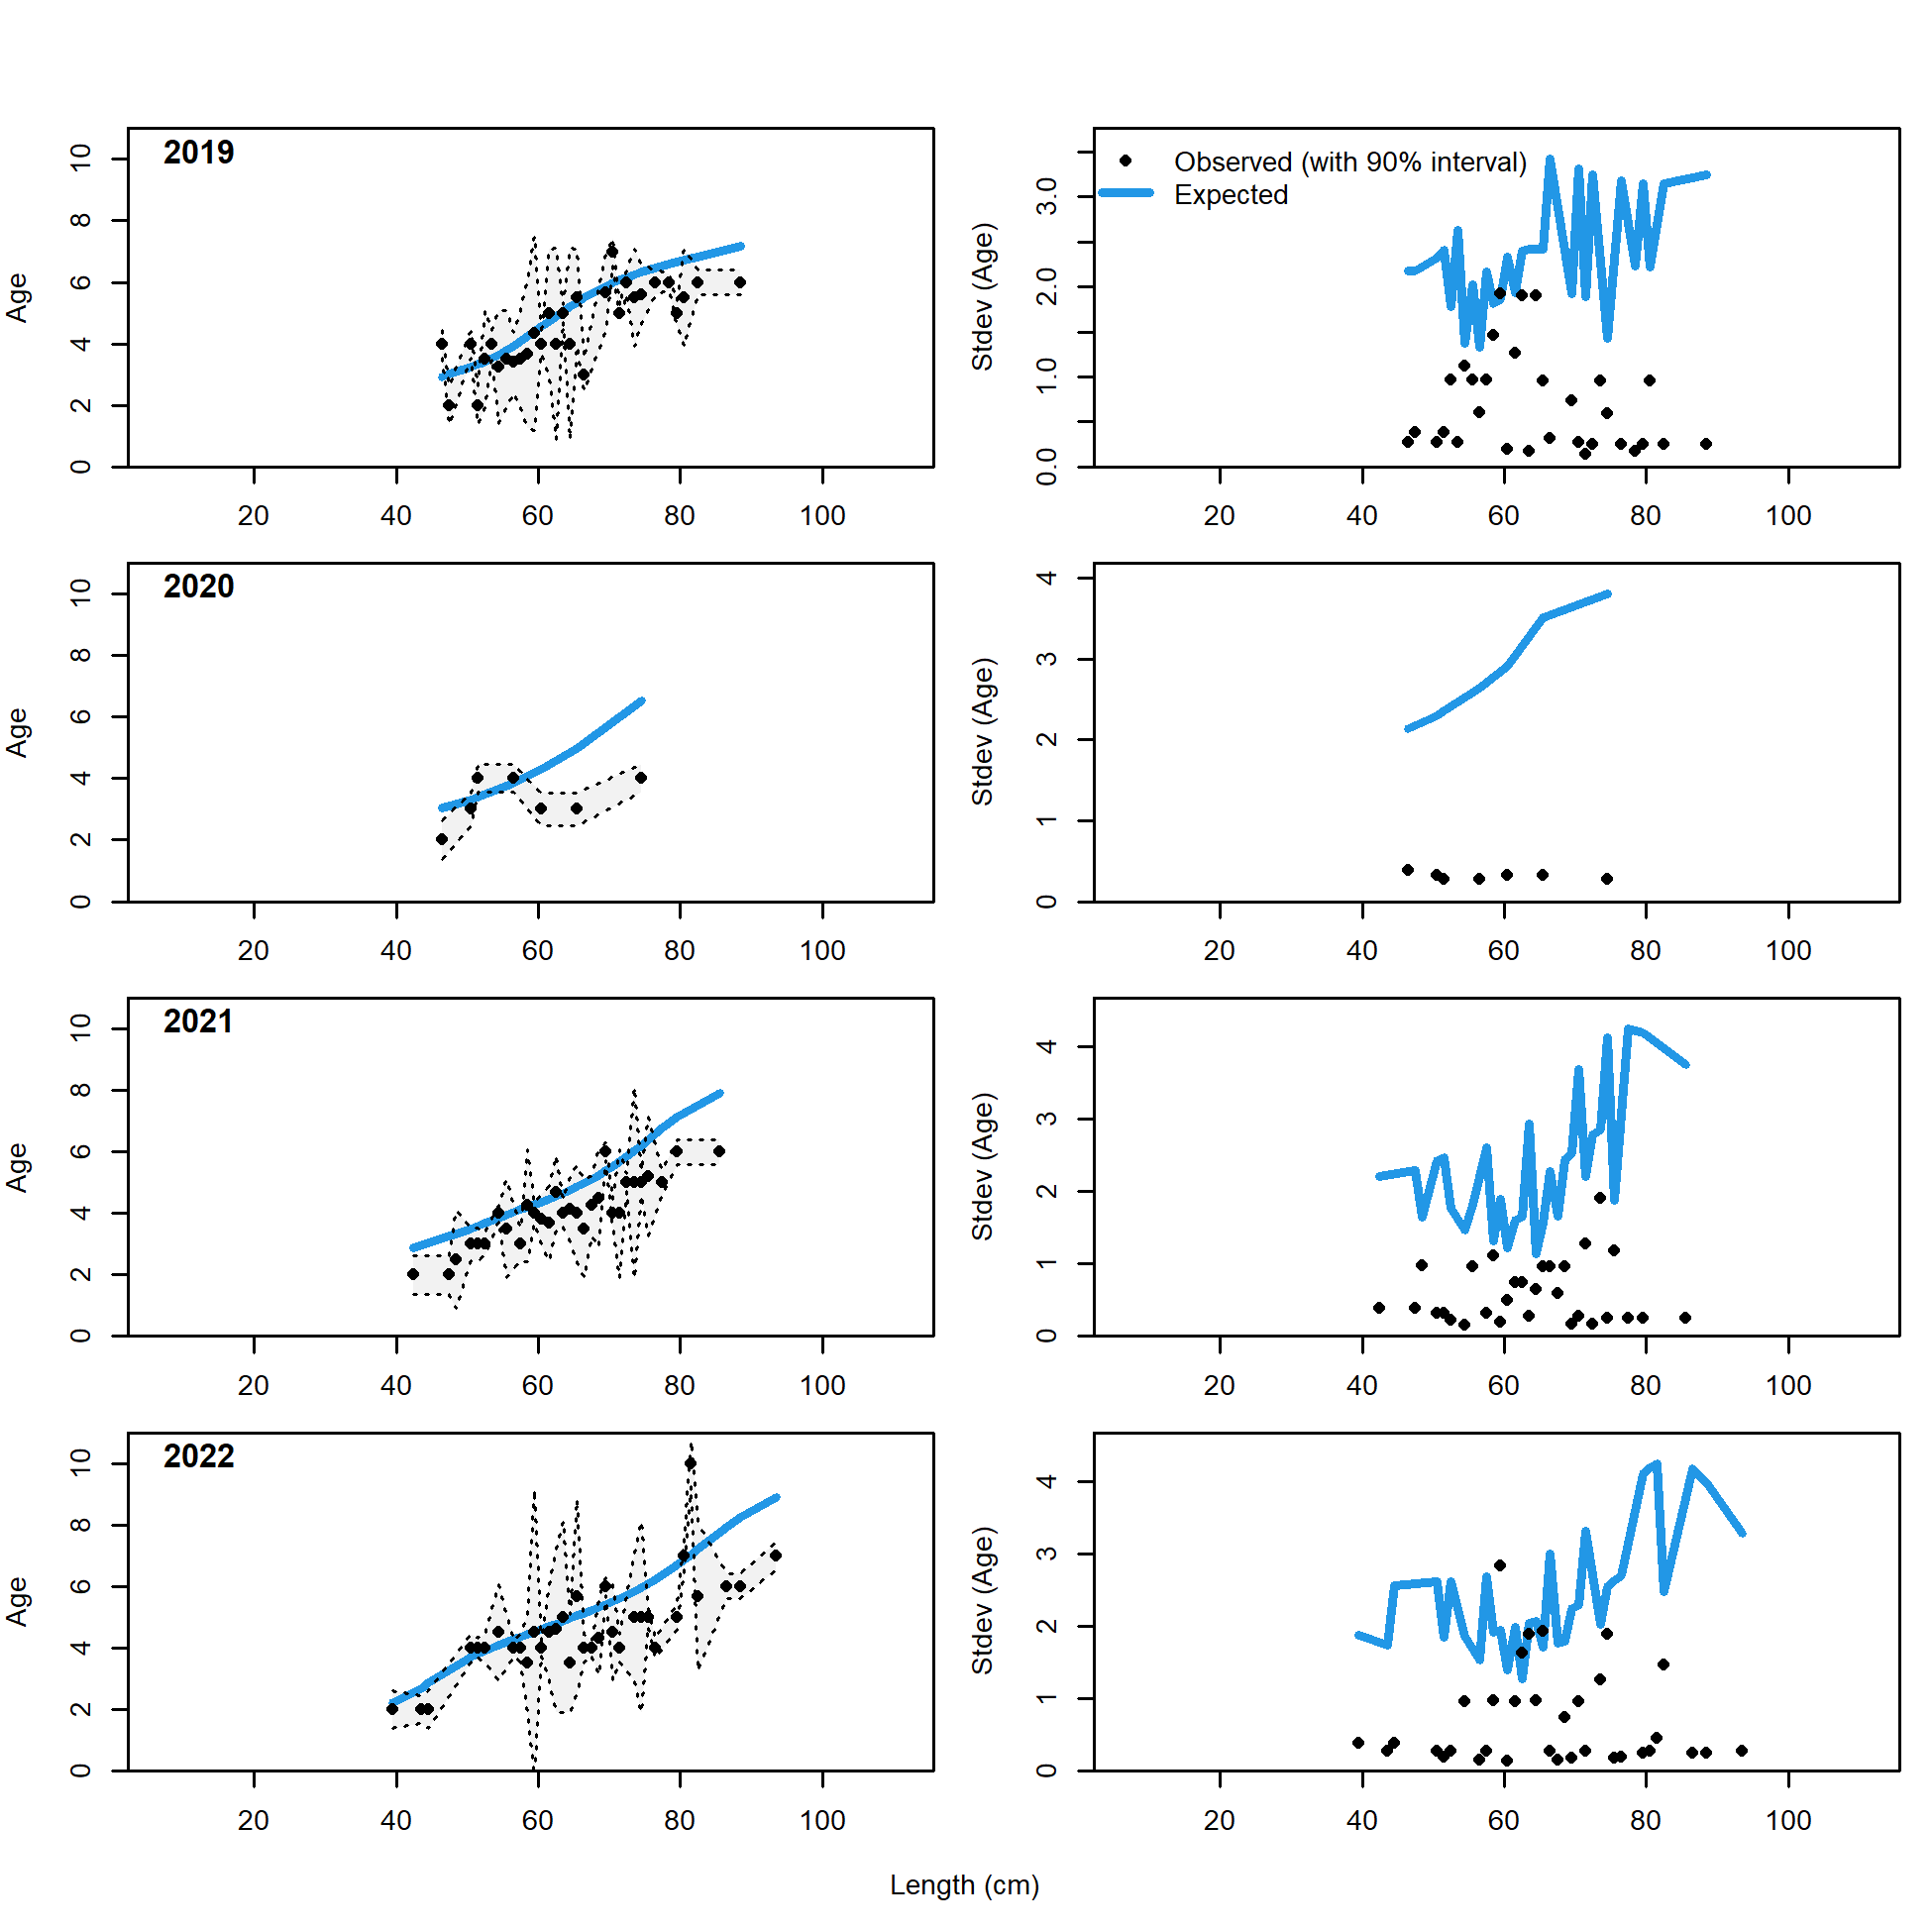 2019
Age
0 2 4 6 8 10
20 40 60 80 100
Observed (with 90% interval)
Expected
Stdev (Age)
0.0 1.0 2.0 3.0
20 40 60 80 100
2020
Age
0 2 4 6 8 10
20 40 60 80 100
Stdev (Age)
0 1 2 3 4
20 40 60 80 100
2021
Age
0 2 4 6 8 10
20 40 60 80 100
Stdev (Age)
0 1 2 3 4
20 40 60 80 100
2022
Age
0 2 4 6 8 10
20 40 60 80 100
Stdev (Age)
0 1 2 3 4
20 40 60 80 100
Length (cm)